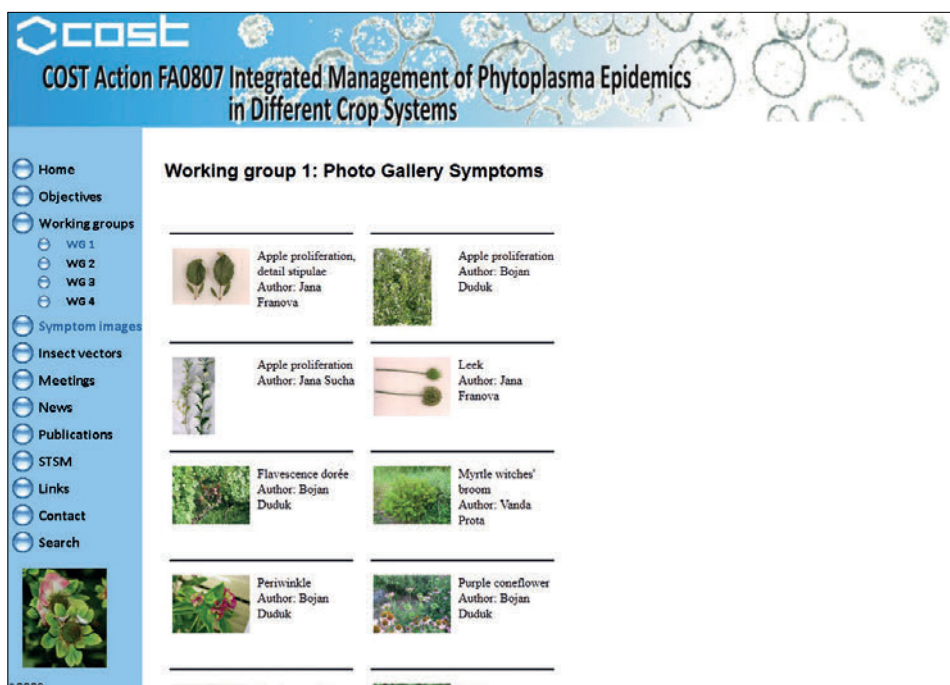 cost
COST Action FA0807 Integrated Management of Phytoplasma Epidemics
in Different Crop Systems
Home
Objectives
Working groups
WG 1
WG 2
WG 3
WG 4
Symptom images
Insect vectors
Meetings
News
Publications
STSM
Links
Contact
Search
Working group 1: Photo Gallery Symptoms
Apple proliferation,
detail stipulae
Author: Jana
Franova
Apple proliferation
Author: Bojan
Duduk
Apple proliferation
Author: Jana Sucha
Leek
Author: Jana
Franova
Flavescence dorée
Author: Bojan
Duduk
Myrtle witches'
broom
Author: Vanda
Prota
Periwinkle
Author: Bojan
Duduk
Purple coneflower
Author: Bojan
Duduk